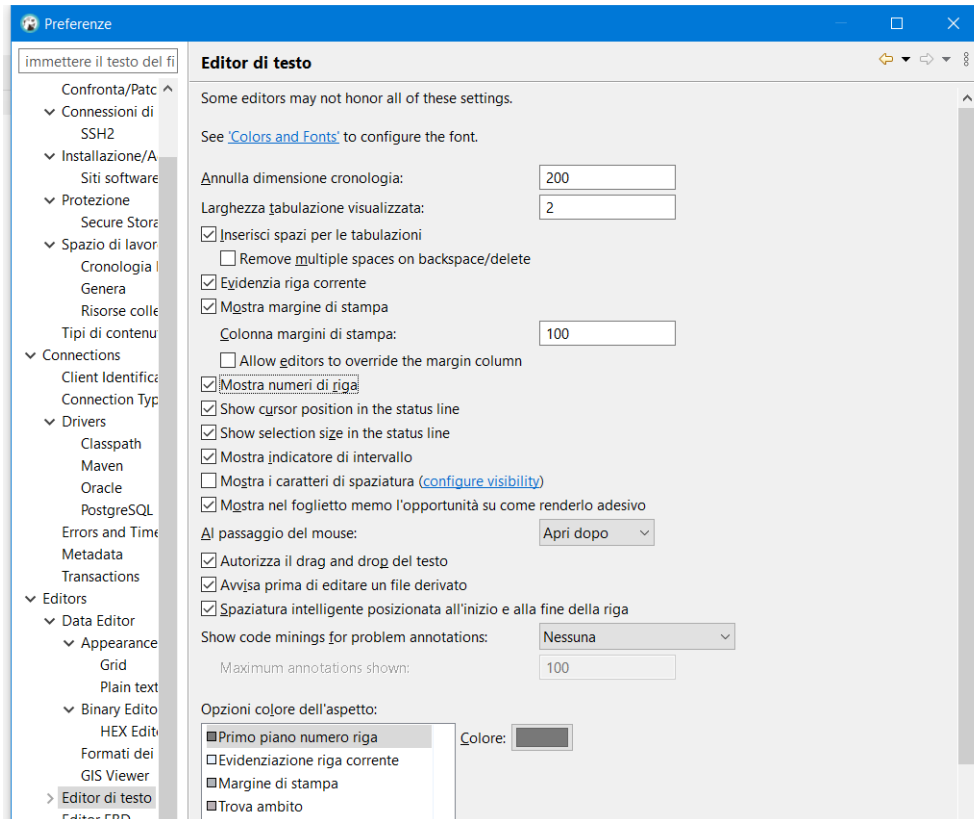 Preferenze
immettere il testo del fi
Confronta/Patc
Connessioni di
SSH2
Installazione/A
Siti software
Protezione
Secure Stora
Spazio di lavor
Cronologia l
Genera
Risorse colle
Tipi di contenu
Connections
Client Identifica
Connection Typ
Drivers
Classpath
Maven
Oracle
PostgreSQL
Errors and Time
Metadata
Transactions
Editors
Data Editor
Appearance
Grid
Plain text
Binary Edito
HEX Edito
Formati dei
GIS Viewer
Editor di testo
Editor ERD
Editor di testo
Some editors may not honor all of these settings.
See 'Colors and Fonts' to configure the font.
Annulla dimensione cronologia: 200
Larghezza tabulazione visualizzata: 2
Inserisci spazi per le tabulazioni
Remove multiple spaces on backspace/delete
Evidenzia riga corrente
Mostra margine di stampa
Colonna margini di stampa: 100
Allow editors to override the margin column
Mostra numeri di riga
Show cursor position in the status line
Show selection size in the status line
Mostra indicatore di intervallo
Mostra i caratteri di spaziatura (configure visibility)
Mostra nel foglietto memo l'opportunità su come renderlo adesivo
Al passaggio del mouse: Apri dopo
Autorizza il drag and drop del testo
Avvisa prima di editare un file derivato
Spaziatura intelligente posizionata all'inizio e alla fine della riga
Show code minings for problem annotations: Nessuna
Maximum annotations shown: 100
Opzioni colore dell'aspetto:
Primo piano numero riga
Colore:
Evidenziazione riga corrente
Margine di stampa
Trova ambito